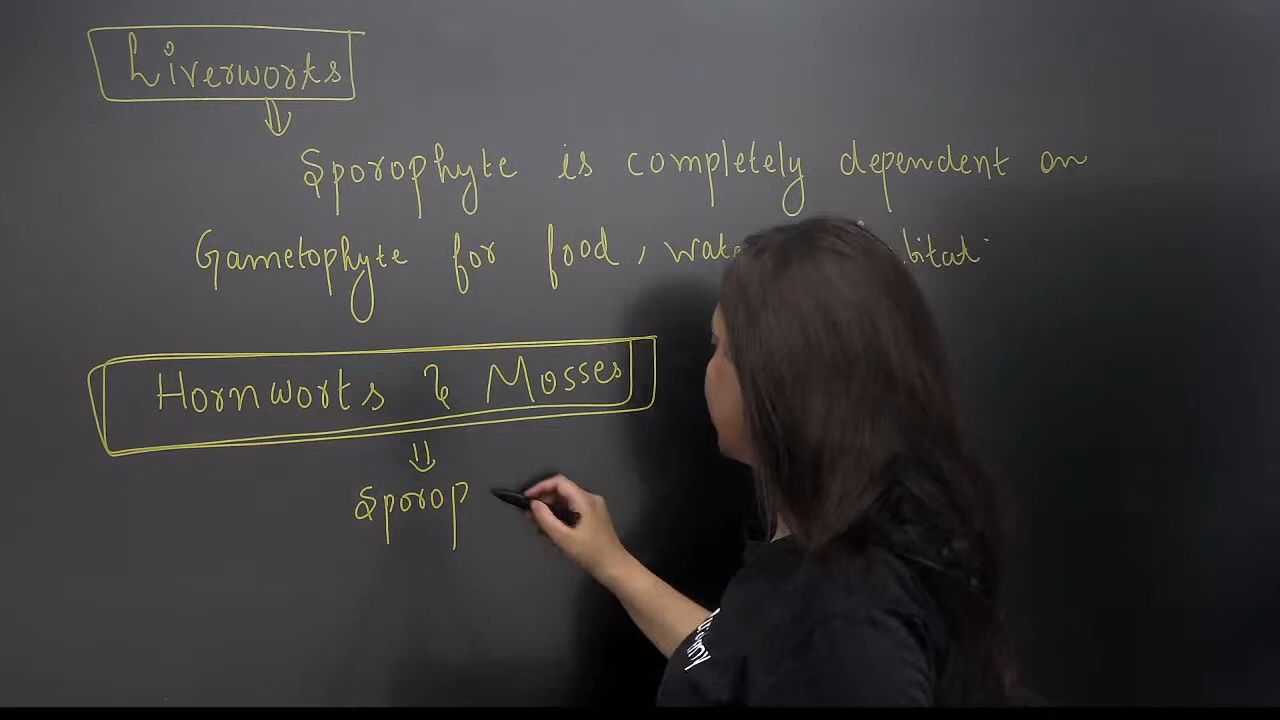 Liverworts
Sporophyte is completely dependent on
Gametophyte for food,
Hornworts & Mosses
Sporop